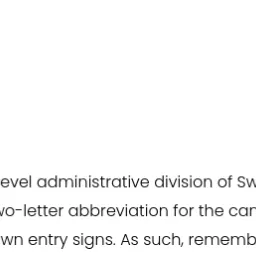 evel administrative division of Sw
wo-letter abbreviation for the can
wn entry signs. As such, rememb